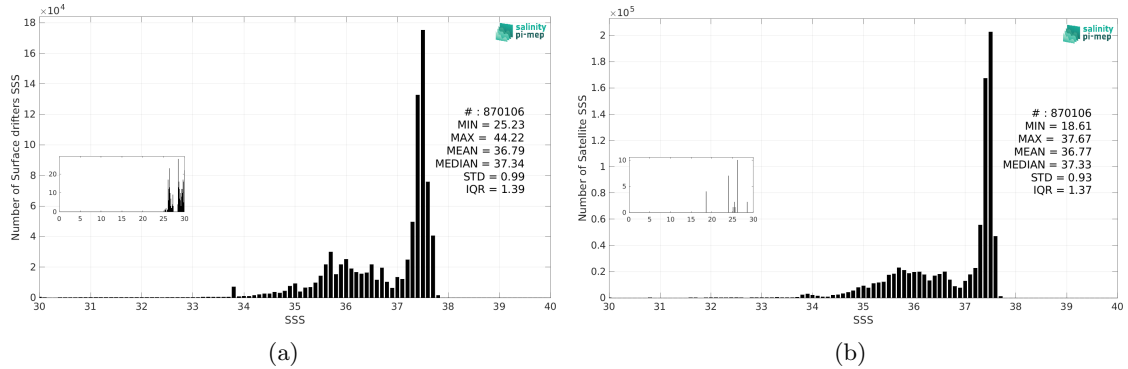 ×10^4
18
16
14
12
10
8
6
4
2
0
Number of Surface drifters SSS
salinity
pi-mep
# : 870106
MIN = 25.23
MAX = 44.22
MEAN = 36.79
MEDIAN = 37.34
STD = 0.99
IQR = 1.39
20
10
0
0 5 10 15 20 25 30
30 31 32 33 34 35 36 37 38 39 40
SSS
(a)
×10^5
2
1.8
1.6
1.4
1.2
1
0.8
0.6
0.4
0.2
0
Number of Satellite SSS
salinity
pi-mep
# : 870106
MIN = 18.61
MAX = 37.67
MEAN = 36.77
MEDIAN = 37.33
STD = 0.93
IQR = 1.37
10
5
0
0 5 10 15 20 25 30
30 31 32 33 34 35 36 37 38 39 40
SSS
(b)